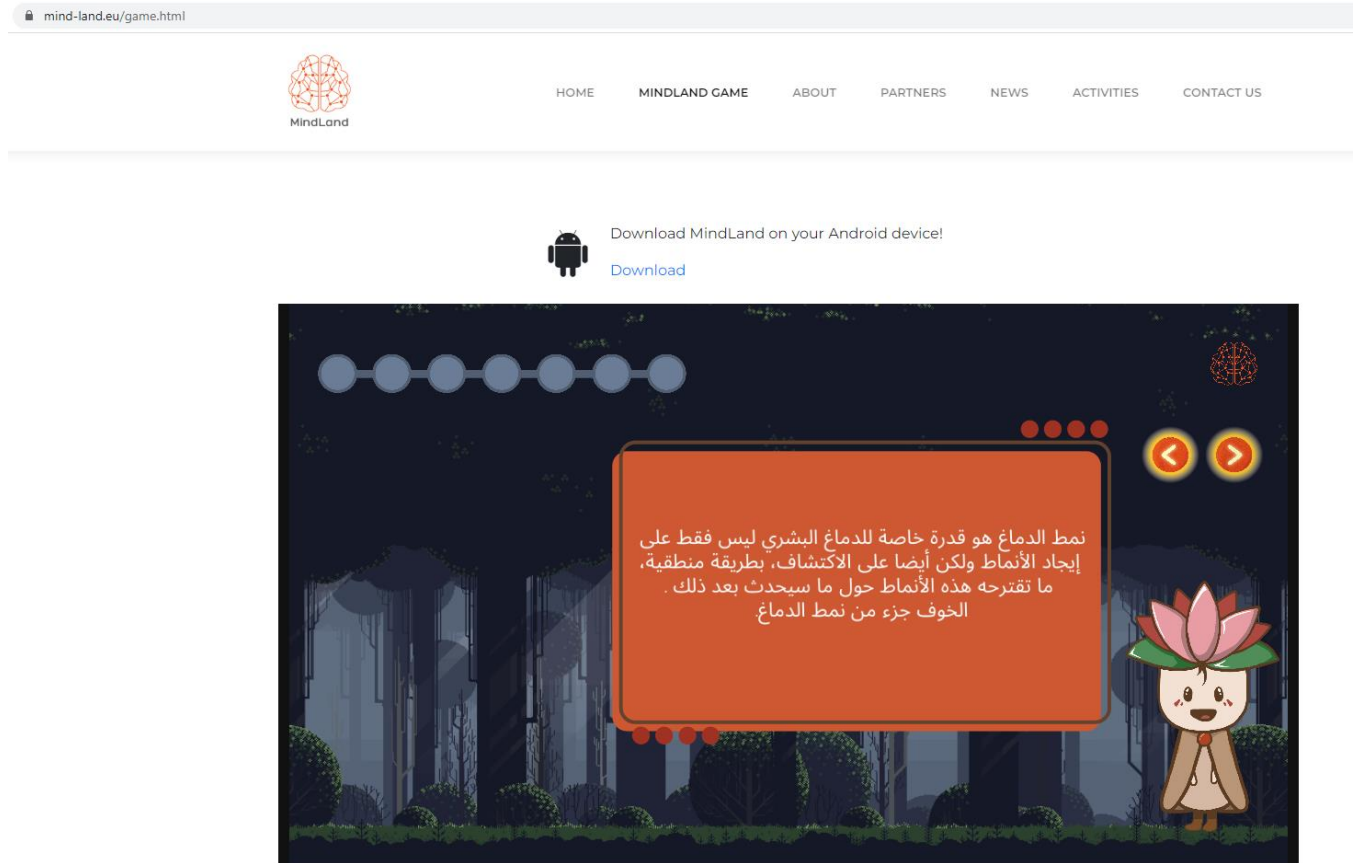 mind-land.eu/game.html
MindLand
HOME MINDLAND GAME ABOUT PARTNERS NEWS ACTIVITIES CONTACT US
Download MindLand on your Android device!
Download
نمط الدماغ هو قدرة خاصة للدماغ البشري ليس فقط على
إيجاد الأنماط ولكن أيضا على الاكتشاف، بطريقة منطقية،
ما تقترحه هذه الأنماط حول ما سيحدث بعد ذلك .
الخوف جزء من نمط الدماغ.